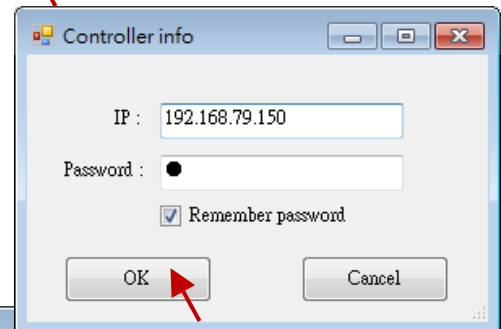 Controller info
IP : 192.168.79.150
Password : ●
Remember password
OK Cancel